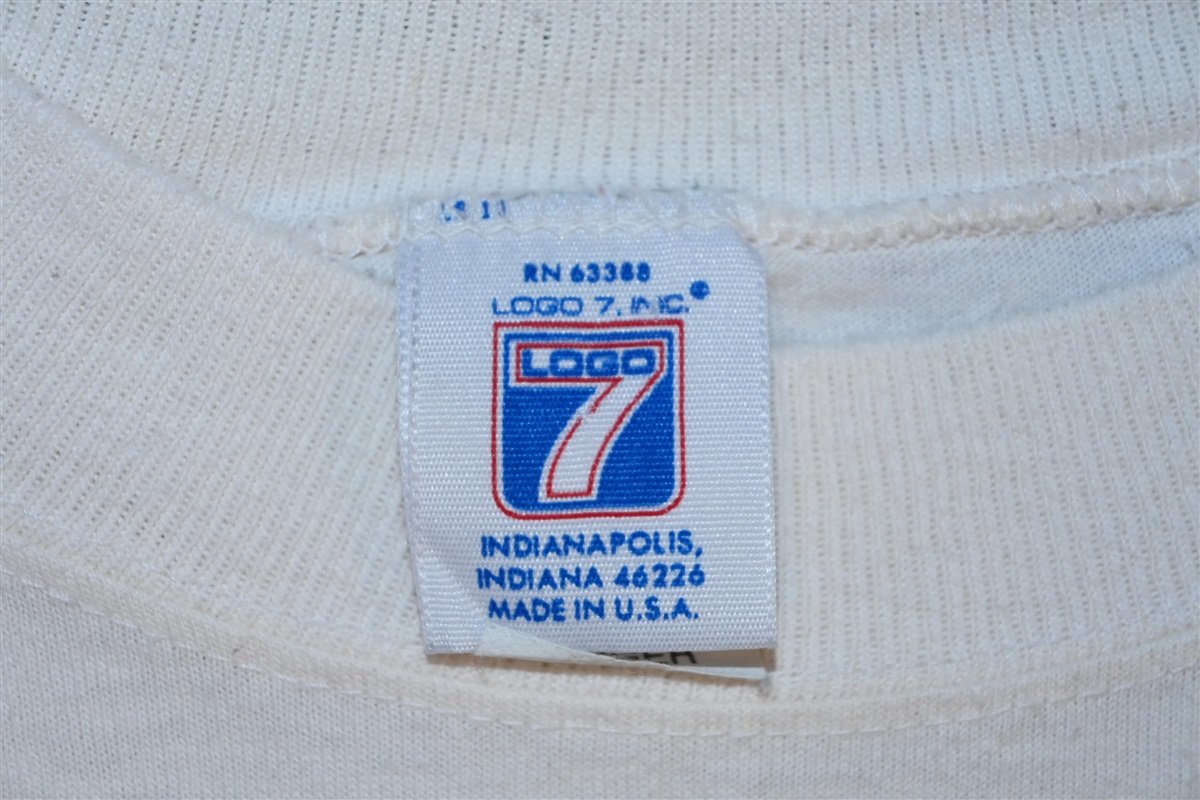 RN 63388
LOGO 7, INC.®
LOGO
7
INDIANAPOLIS,
INDIANA 46226
MADE IN U.S.A.